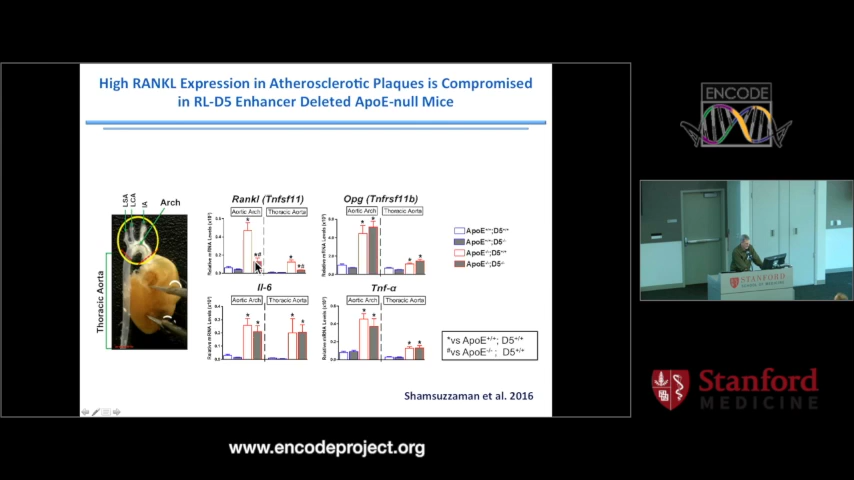 High RANKL Expression in Atherosclerotic Plaques is Compromised
in RL-D5 Enhancer Deleted ApoE-null Mice
LSA
LCA
IA
Arch
Thoracic Aorta
Rankl (Tnfsf11)
Aortic Arch
Thoracic Aorta
Opg (Tnfrsf11b)
Aortic Arch
Thoracic Aorta
Il-6
Aortic Arch
Thoracic Aorta
Tnf-α
Aortic Arch
Thoracic Aorta
ApoE+/+;D5+/+
ApoE+/+;D5-/-
ApoE-/-;D5+/+
ApoE-/-;D5-/-
*vs ApoE+/+; D5+/+
#vs ApoE-/-; D5+/+
Shamsuzzaman et al. 2016
ENCODE
STANFORD
Stanford
MEDICINE
www.encodeproject.org